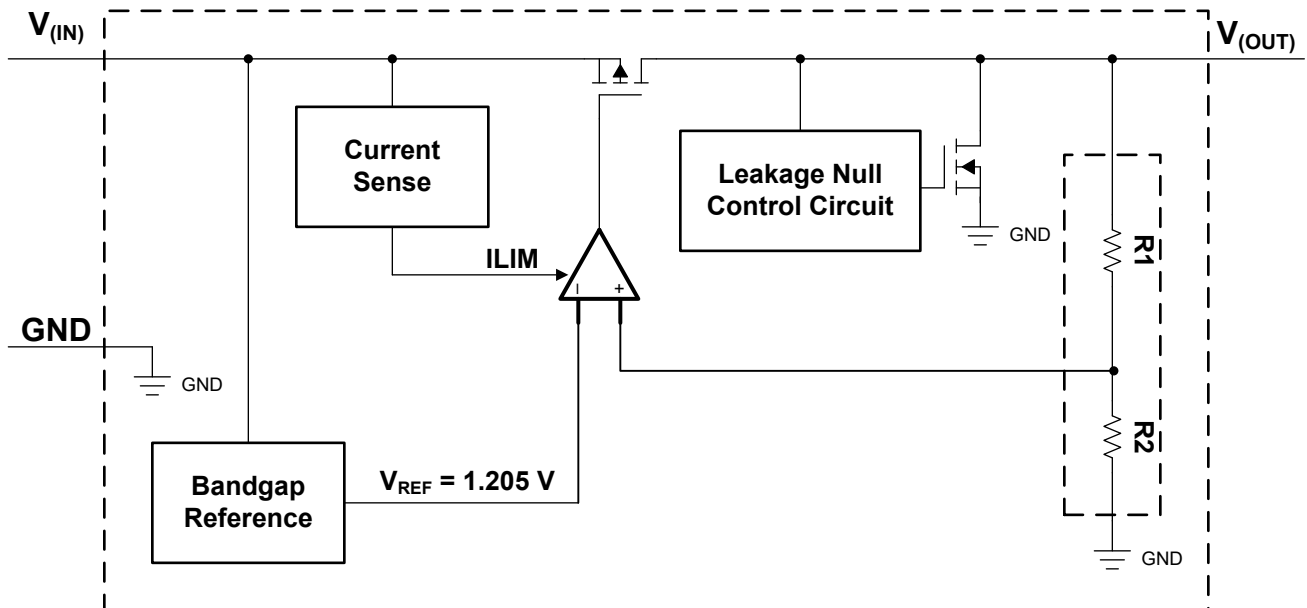 V(IN)
V(OUT)
Current
Sense
Leakage Null
Control Circuit
GND
R1
ILIM
− +
GND
GND
R2
Bandgap
Reference
VREF = 1.205 V
GND